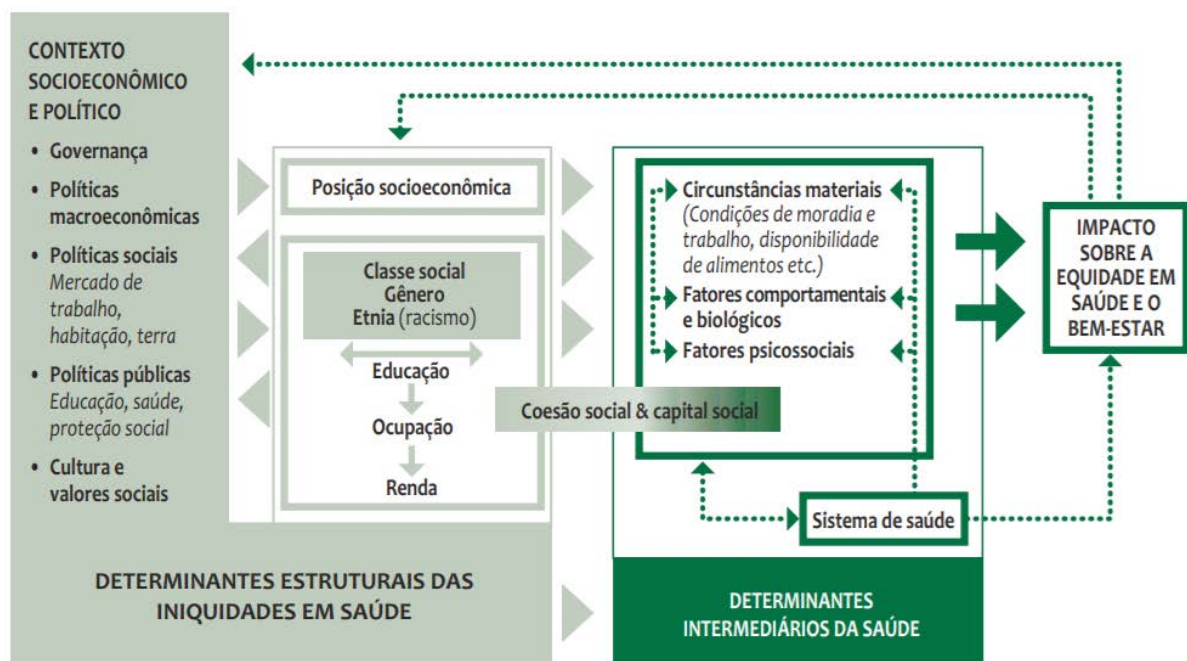 CONTEXTO
SOCIOECONÔMICO
E POLÍTICO
• Governança
• Políticas
macroeconômicas
• Políticas sociais
Mercado de
trabalho,
habitação, terra
• Políticas públicas
Educação, saúde,
proteção social
• Cultura e
valores sociais
Posição socioeconômica
Classe social
Gênero
Etnia (racismo)
Educação
Ocupação
Renda
Coesão social & capital social
Circunstâncias materiais
(Condições de moradia e
trabalho, disponibilidade
de alimentos etc.)
Fatores comportamentais
e biológicos
Fatores psicossociais
Sistema de saúde
IMPACTO
SOBRE A
EQUIDADE EM
SAÚDE E O
BEM-ESTAR
DETERMINANTES ESTRUTURAIS DAS
INIQUIDADES EM SAÚDE
DETERMINANTES
INTERMEDIÁRIOS DA SAÚDE